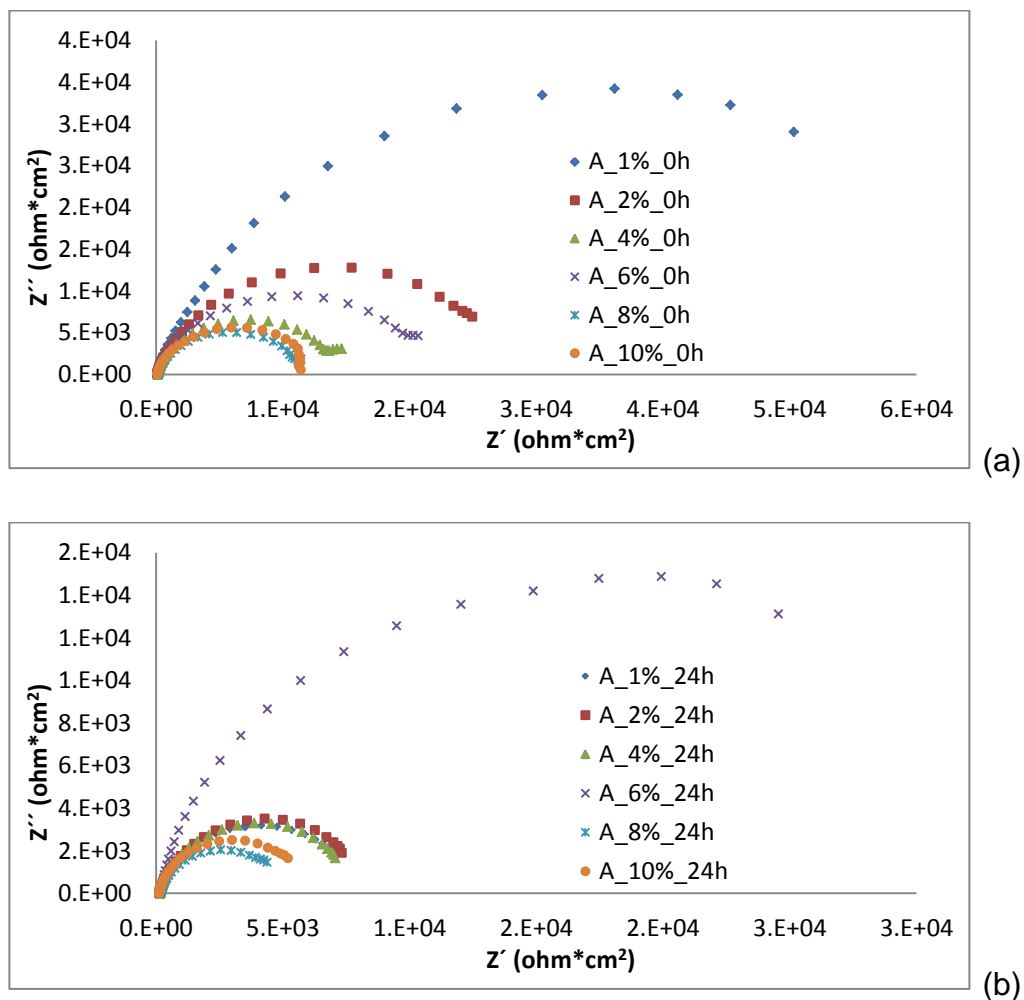 4.E+04
4.E+04
3.E+04
3.E+04
2.E+04
2.E+04
1.E+04
5.E+03
0.E+00
Z´´ (ohm*cm²)
A_1%_0h
A_2%_0h
A_4%_0h
A_6%_0h
A_8%_0h
A_10%_0h
0.E+00 1.E+04 2.E+04 3.E+04 4.E+04 5.E+04 6.E+04
Z´ (ohm*cm²)
(a)
2.E+04
1.E+04
1.E+04
1.E+04
8.E+03
6.E+03
4.E+03
2.E+03
0.E+00
Z´´ (ohm*cm²)
A_1%_24h
A_2%_24h
A_4%_24h
A_6%_24h
A_8%_24h
A_10%_24h
0.E+00 5.E+03 1.E+04 2.E+04 2.E+04 3.E+04 3.E+04
Z´ (ohm*cm²)
(b)